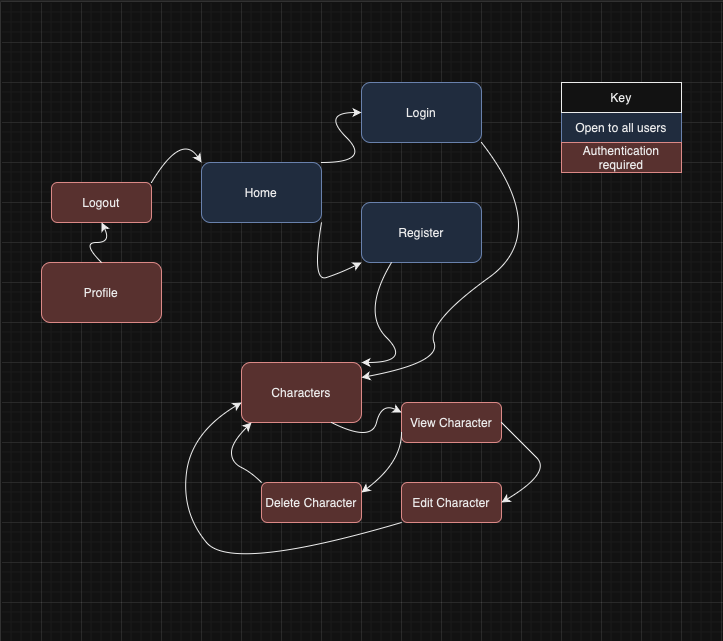 Login
Key
Open to all users
Authentication
required
Home
Logout
Register
Profile
Characters
View Character
Delete Character
Edit Character